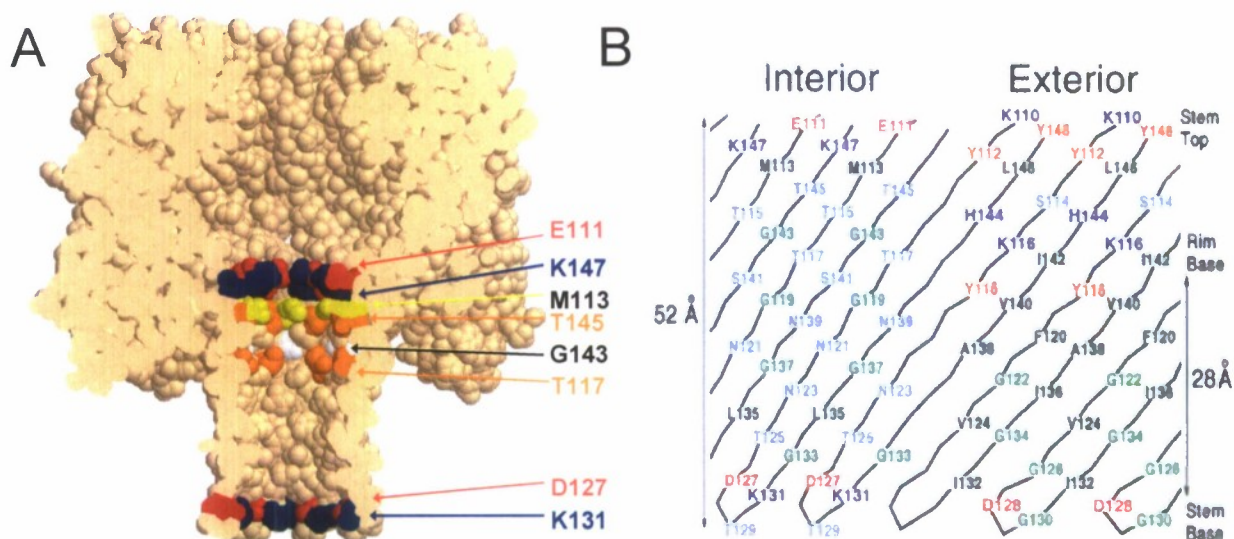 A
E111
K147
M113
T145
G143
T117
D127
K131
B
Interior Exterior
K110 K110
E111 E111 Y148 Y148
Stem Top
K147 K147 Y112 Y112
M113 M113 L146 L146
T145 T145 S114 S114
T115 T115 H144 H144
G143 G143 K116 K116
Rim Base
T117 T117 I142 I142
S141 S141 Y118 Y118
G119 G119 V140 V140
52 Å
N139 N139 F120 F120
N121 N121 A138 A138
G137 G137 G122 G122
28Å
N123 N123 I136 I136
L135 L135 V124 V124
T125 T125 G134 G134
G133 G133 G126 G126
D127 D127 I132 I132
K131 K131 D128 D128
Stem Base
T129 T129 G130 G130